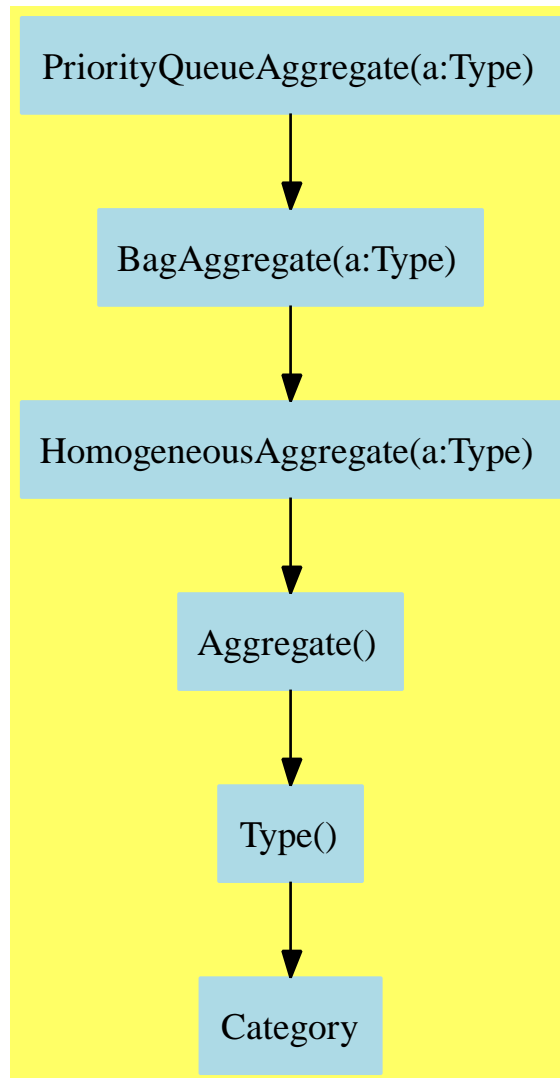 PriorityQueueAggregate(a:Type)
BagAggregate(a:Type)
HomogeneousAggregate(a:Type)
Aggregate()
Type()
Category